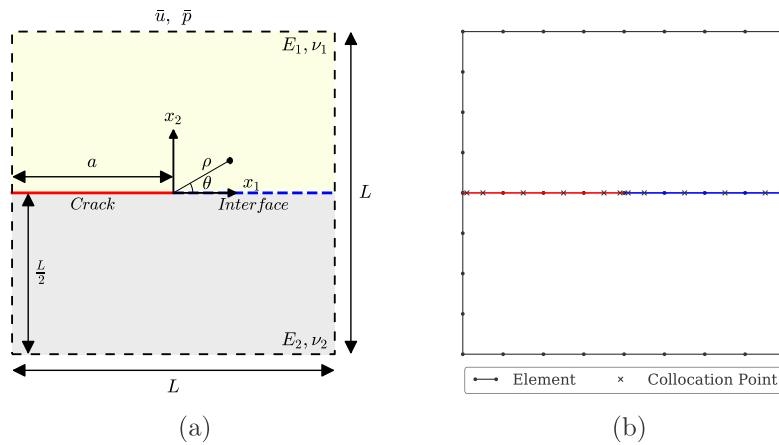 ū, p̄
E₁, ν₁
x₂
a
ρ
θ
x₁
Crack
Interface
L
L/2
E₂, ν₂
L
Element
Collocation Point
(a)
(b)